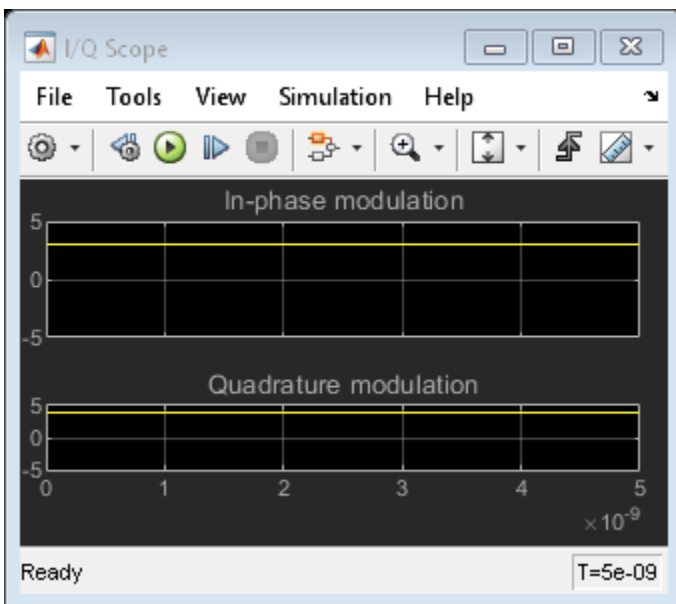 I/Q Scope
File Tools View Simulation Help
In-phase modulation
5
0
-5
Quadrature modulation
5
0
-5
0 1 2 3 4 5
×10^-9
Ready T=5e-09